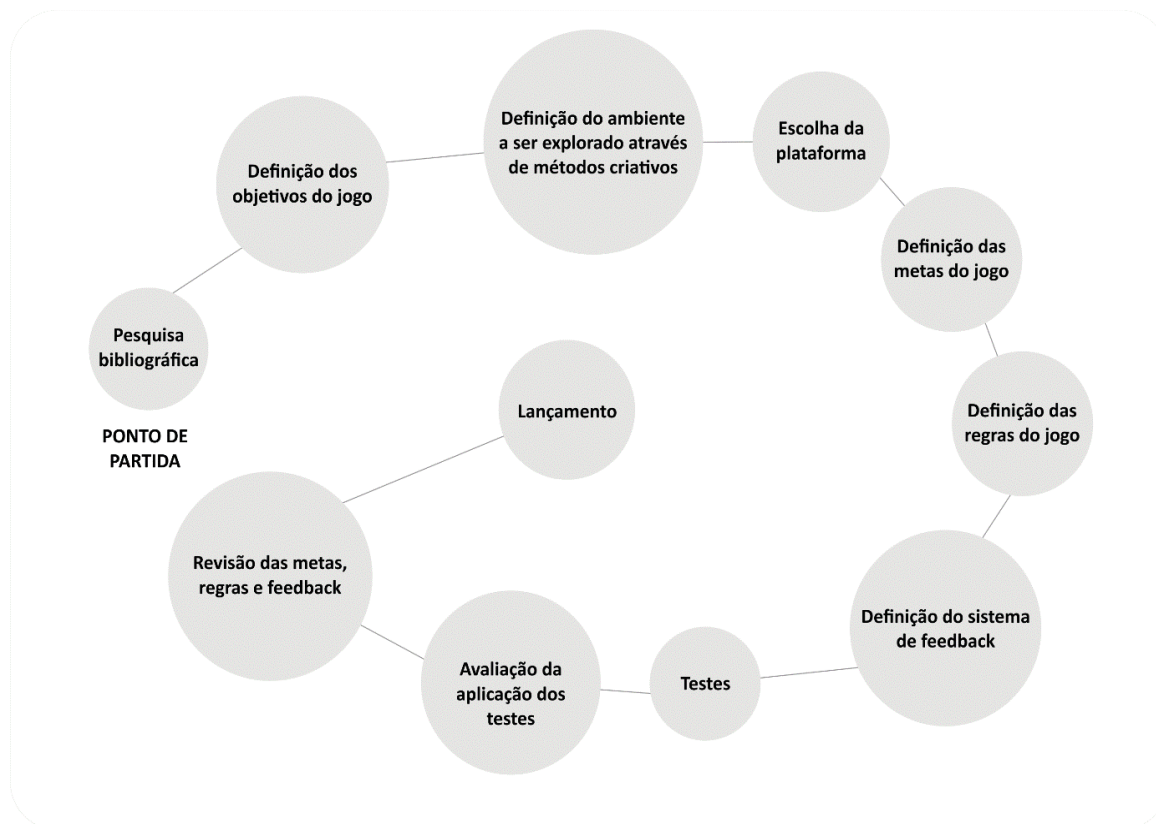 Pesquisa
bibliográfica
PONTO DE
PARTIDA
Definição dos
objetivos do jogo
Definição do ambiente
a ser explorado através
de métodos criativos
Escolha da
plataforma
Definição das
metas do jogo
Definição das
regras do jogo
Definição do sistema
de feedback
Testes
Avaliação da
aplicação dos
testes
Revisão das metas,
regras e feedback
Lançamento